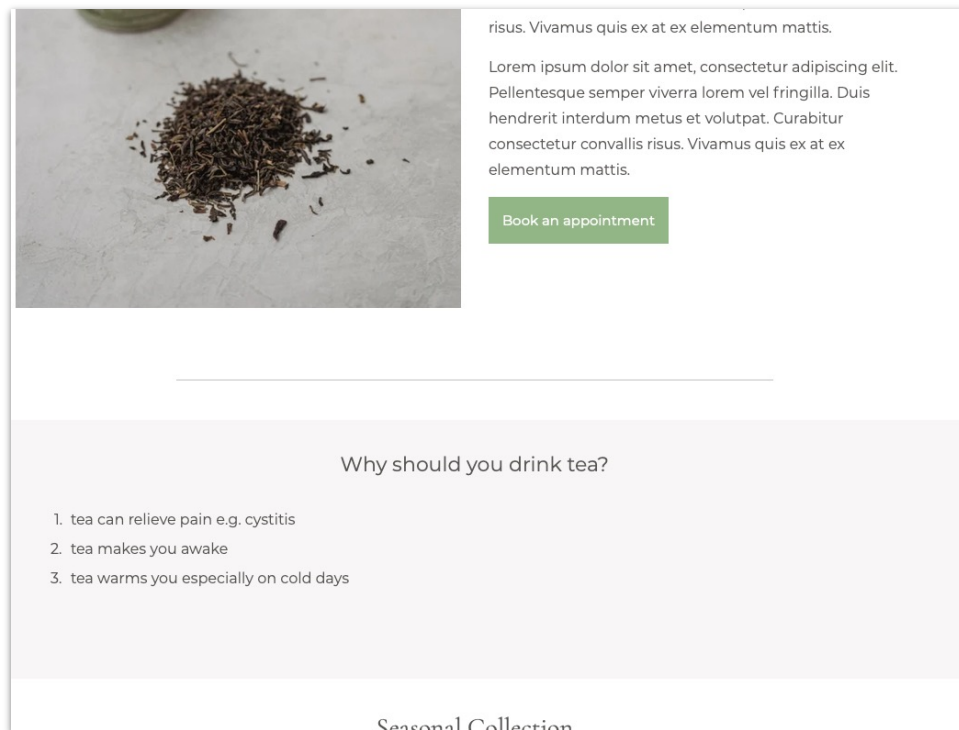 risus. Vivamus quis ex at ex elementum mattis.
Lorem ipsum dolor sit amet, consectetur adipiscing elit.
Pellentesque semper viverra lorem vel fringilla. Duis
hendrerit interdum metus et volutpat. Curabitur
consectetur convallis risus. Vivamus quis ex at ex
elementum mattis.
Book an appointment
Why should you drink tea?
1. tea can relieve pain e.g. cystitis
2. tea makes you awake
3. tea warms you especially on cold days
Seasonal Collection